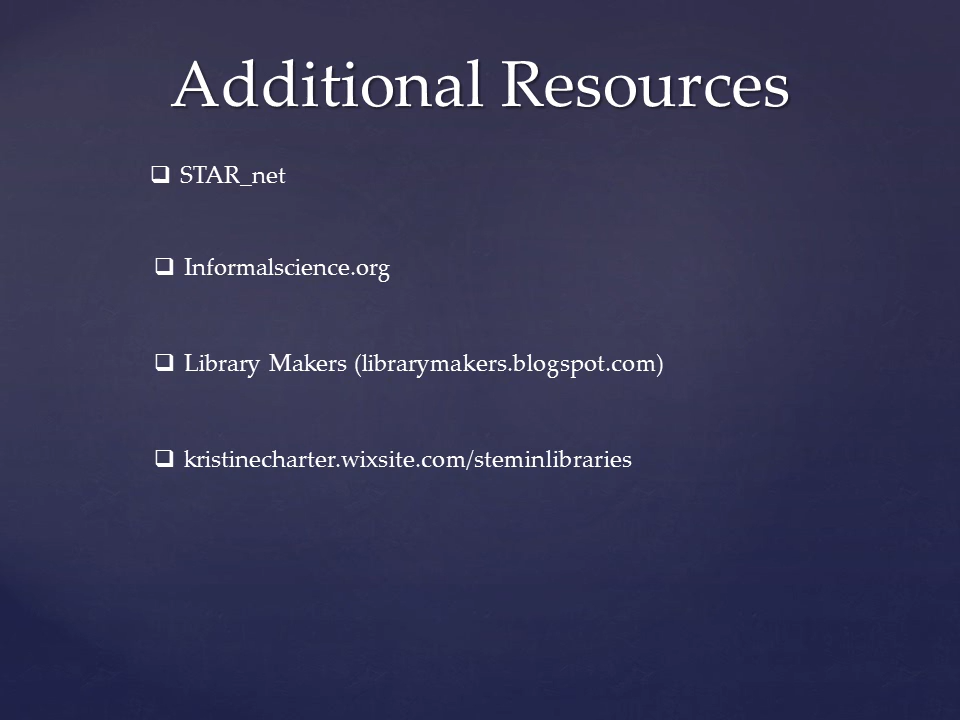 Additional Resources
❑ STAR_net
❑ Informalscience.org
❑ Library Makers (librarymakers.blogspot.com)
❑ kristinecharter.wixsite.com/steminlibraries